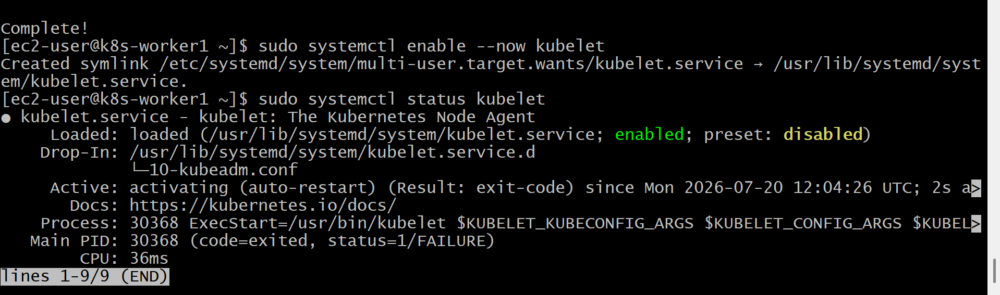 Complete!
[ec2-user@k8s-worker1 ~]$ sudo systemctl enable --now kubelet
Created symlink /etc/systemd/system/multi-user.target.wants/kubelet.service → /usr/lib/systemd/syst
em/kubelet.service.
[ec2-user@k8s-worker1 ~]$ sudo systemctl status kubelet
● kubelet.service - kubelet: The Kubernetes Node Agent
     Loaded: loaded (/usr/lib/systemd/system/kubelet.service; enabled; preset: disabled)
    Drop-In: /usr/lib/systemd/system/kubelet.service.d
             └─10-kubeadm.conf
     Active: activating (auto-restart) (Result: exit-code) since Mon 2026-07-20 12:04:26 UTC; 2s a>
       Docs: https://kubernetes.io/docs/
    Process: 30368 ExecStart=/usr/bin/kubelet $KUBELET_KUBECONFIG_ARGS $KUBELET_CONFIG_ARGS $KUBEL>
   Main PID: 30368 (code=exited, status=1/FAILURE)
        CPU: 36ms
lines 1-9/9 (END)